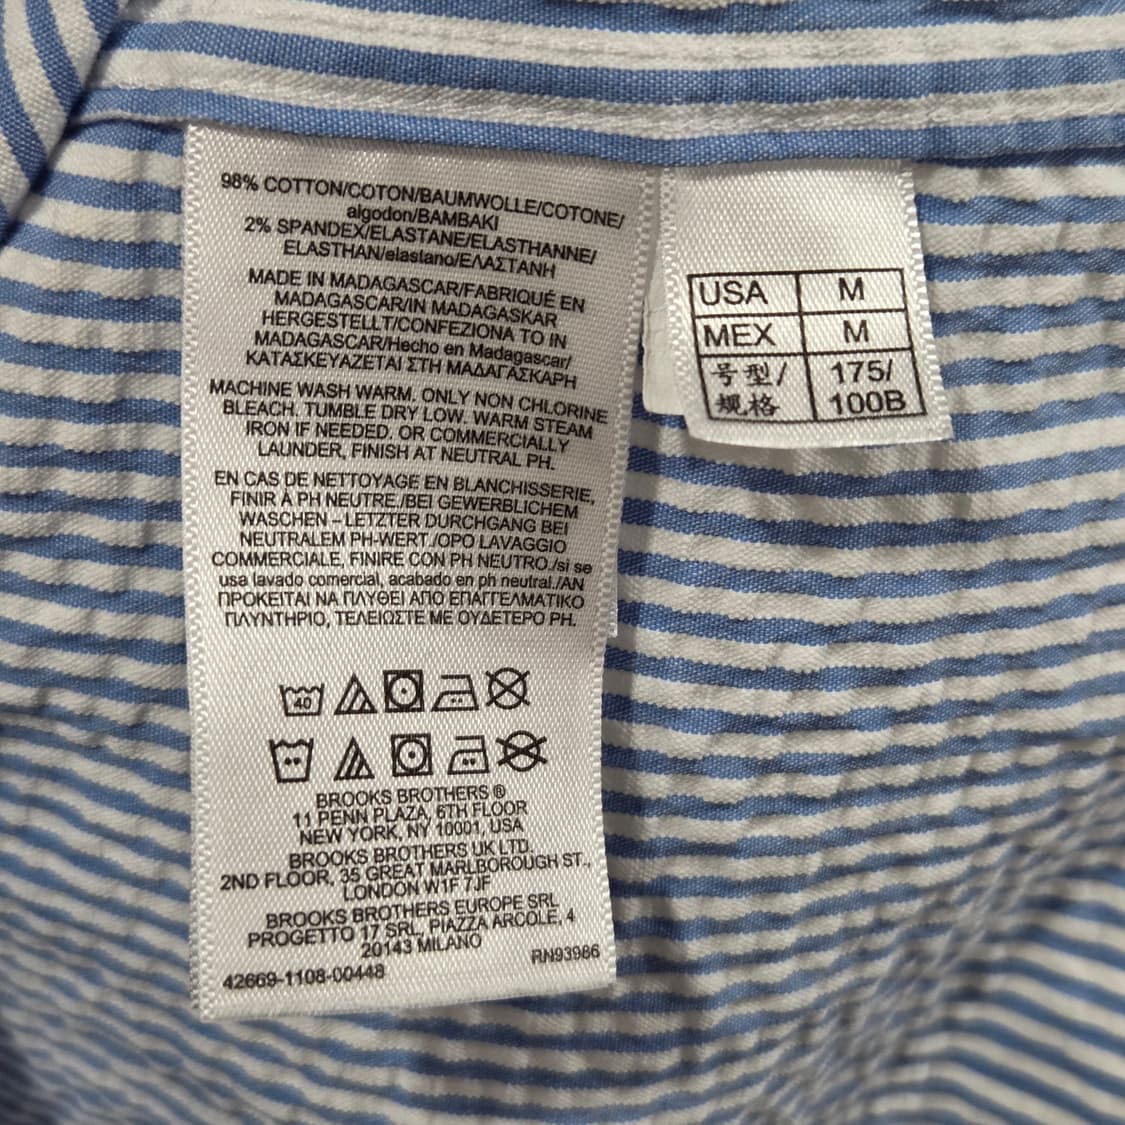 98% COTTON/COTON/BAUMWOLLE/COTONE/
algodon/BAMBAKI
2% SPANDEX/ELASTANE/ELASTHANNE/
ELASTHAN/elastano/ΕΛΑΣΤΑΝΗ
MADE IN MADAGASCAR/FABRIQUÉ EN
MADAGASCAR/IN MADAGASKAR
HERGESTELLT/CONFEZIONA TO IN
MADAGASCAR/Hecho en Madagascar/
ΚΑΤΑΣΚΕΥΑΖΕΤΑΙ ΣΤΗ ΜΑΔΑΓΑΣΚΑΡΗ
MACHINE WASH WARM. ONLY NON CHLORINE
BLEACH. TUMBLE DRY LOW. WARM STEAM
IRON IF NEEDED. OR COMMERCIALLY
LAUNDER, FINISH AT NEUTRAL PH.
EN CAS DE NETTOYAGE EN BLANCHISSERIE,
FINIR À PH NEUTRE./BEI GEWERBLICHEM
WASCHEN – LETZTER DURCHGANG BEI
NEUTRALEM PH-WERT./OPO LAVAGGIO
COMMERCIALE, FINIRE CON PH NEUTRO./si se
usa lavado comercial, acabado en ph neutral./ΑΝ
ΠΡΟΚΕΙΤΑΙ ΝΑ ΠΛΥΘΕΙ ΑΠΟ ΕΠΑΓΓΕΛΜΑΤΙΚΟ
ΠΛΥΝΤΗΡΙΟ, ΤΕΛΕΙΩΣΤΕ ΜΕ ΟΥΔΕΤΕΡΟ PH.
40
BROOKS BROTHERS ®
11 PENN PLAZA, 6TH FLOOR
NEW YORK, NY 10001, USA
BROOKS BROTHERS UK LTD.
2ND FLOOR, 35 GREAT MARLBOROUGH ST.,
LONDON W1F 7JF
BROOKS BROTHERS EUROPE SRL
PROGETTO 17 SRL, PIAZZA ARCOLE, 4
20143 MILANO
RN93986
42669-1108-00448
USA M
MEX M
号型/ 175/
规格 100B